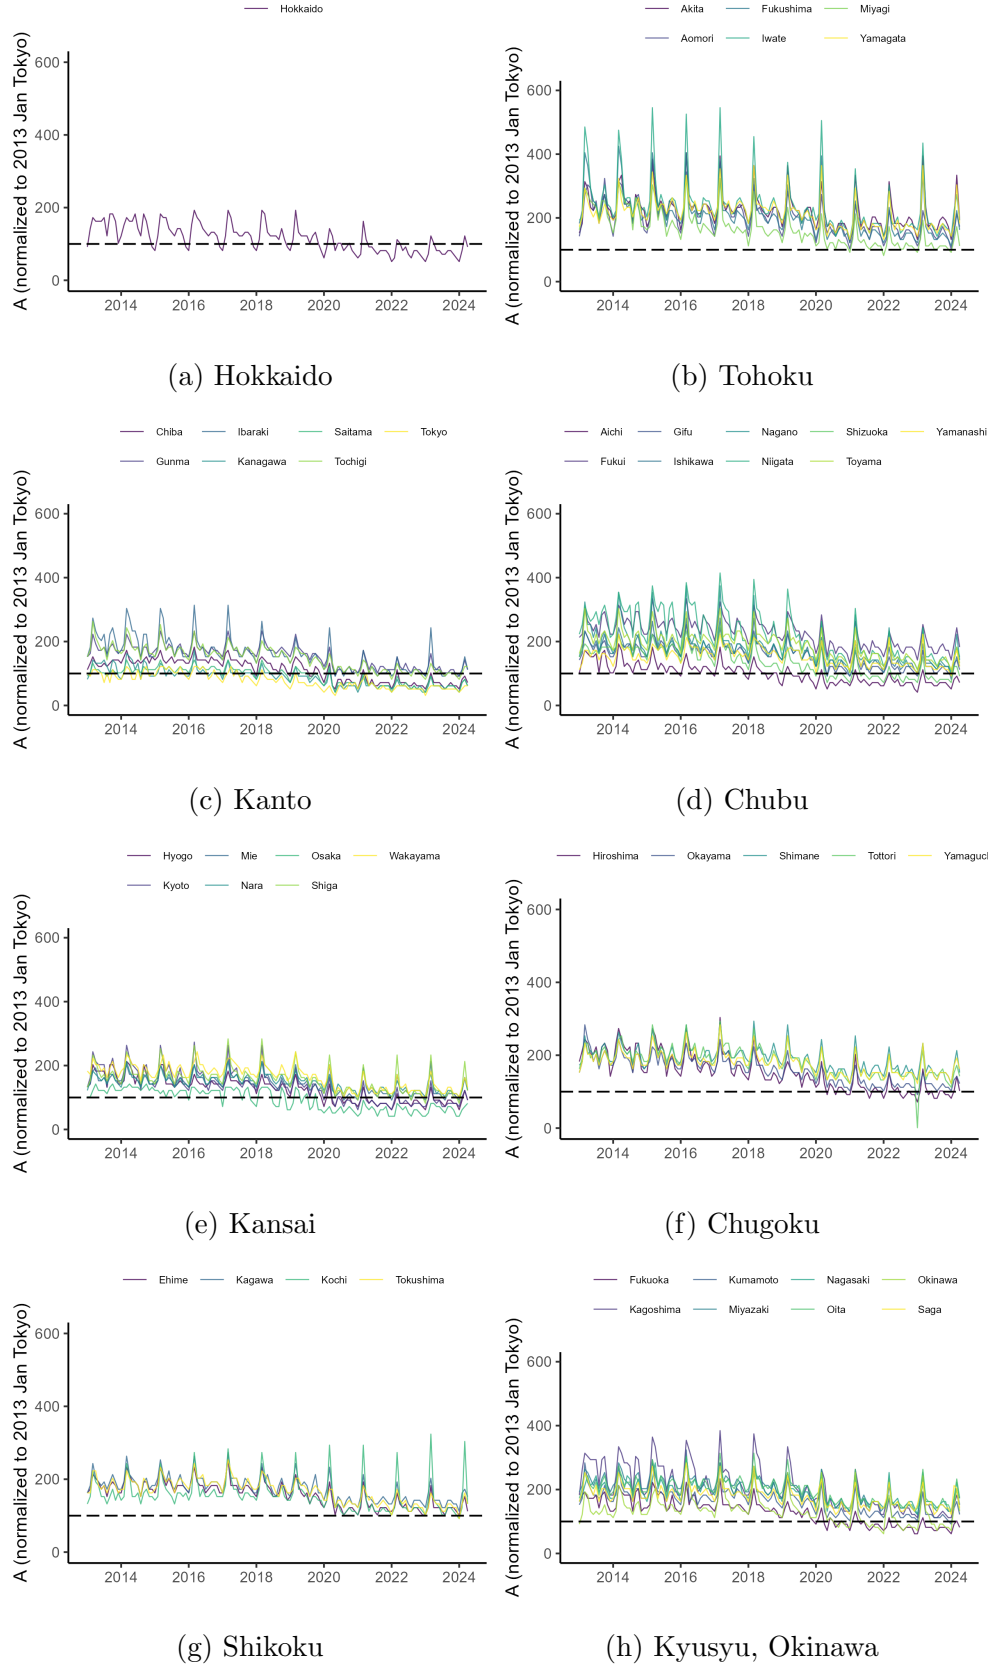 Hokkaido
A (normalized to 2013 Jan Tokyo)
600
400
200
0
2014 2016 2018 2020 2022 2024
(a) Hokkaido
Akita Fukushima Miyagi
Aomori Iwate Yamagata
A (normalized to 2013 Jan Tokyo)
600
400
200
0
2014 2016 2018 2020 2022 2024
(b) Tohoku
Chiba Ibaraki Saitama Tokyo
Gunma Kanagawa Tochigi
A (normalized to 2013 Jan Tokyo)
600
400
200
0
2014 2016 2018 2020 2022 2024
(c) Kanto
Aichi Gifu Nagano Shizuoka Yamanashi
Fukui Ishikawa Niigata Toyama
A (normalized to 2013 Jan Tokyo)
600
400
200
0
2014 2016 2018 2020 2022 2024
(d) Chubu
Hyogo Mie Osaka Wakayama
Kyoto Nara Shiga
A (normalized to 2013 Jan Tokyo)
600
400
200
0
2014 2016 2018 2020 2022 2024
(e) Kansai
Hiroshima Okayama Shimane Tottori Yamaguc
A (normalized to 2013 Jan Tokyo)
600
400
200
0
2014 2016 2018 2020 2022 2024
(f) Chugoku
Ehime Kagawa Kochi Tokushima
A (normalized to 2013 Jan Tokyo)
600
400
200
0
2014 2016 2018 2020 2022 2024
(g) Shikoku
Fukuoka Kumamoto Nagasaki Okinawa
Kagoshima Miyazaki Oita Saga
A (normalized to 2013 Jan Tokyo)
600
400
200
0
2014 2016 2018 2020 2022 2024
(h) Kyusyu, Okinawa